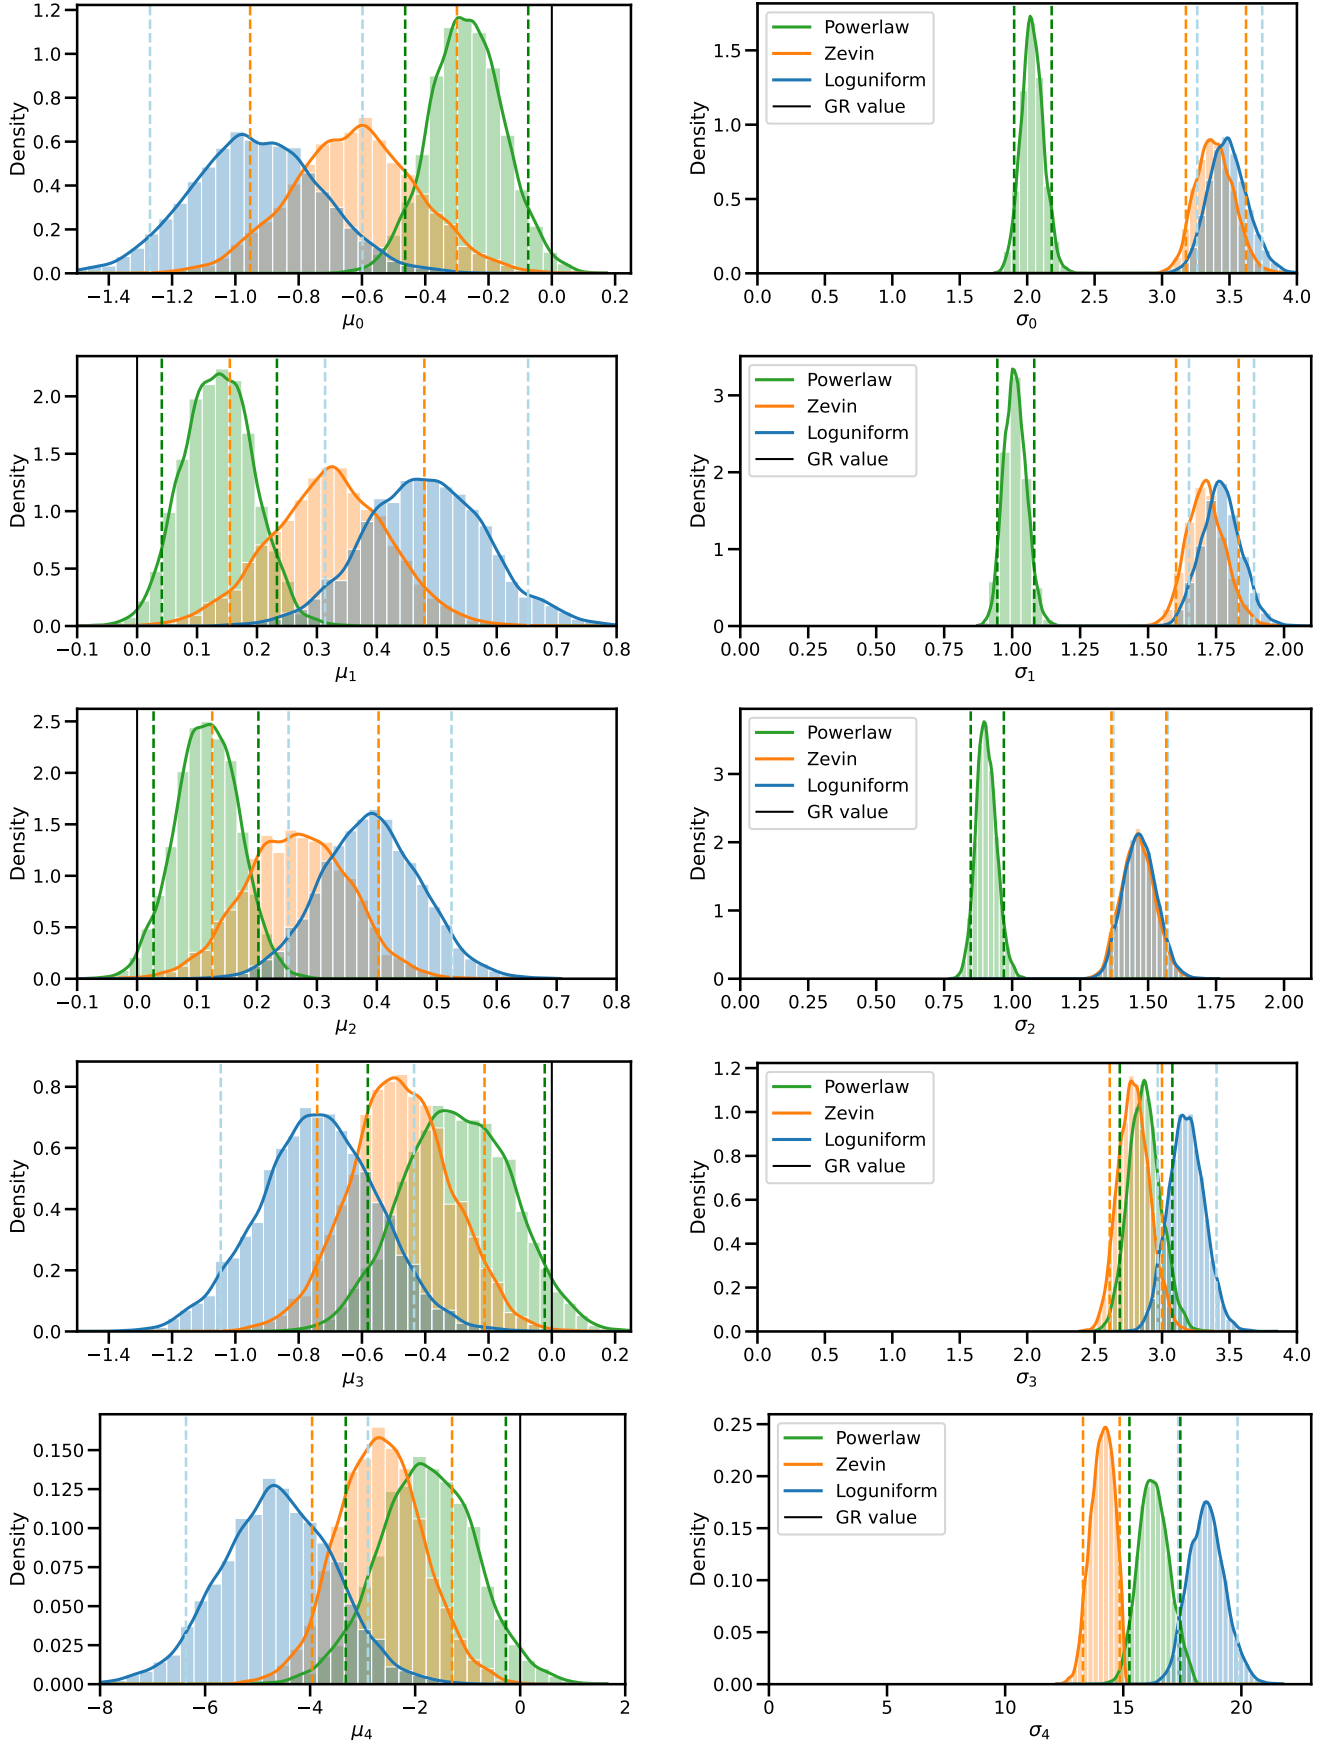 Density
1.2
1.0
0.8
0.6
0.4
0.2
0.0
−1.4 −1.2 −1.0 −0.8 −0.6 −0.4 −0.2 0.0 0.2
μ0
Density
1.5
1.0
0.5
0.0
Powerlaw
Zevin
Loguniform
GR value
0.0 0.5 1.0 1.5 2.0 2.5 3.0 3.5 4.0
σ0
Density
2.0
1.5
1.0
0.5
0.0
−0.1 0.0 0.1 0.2 0.3 0.4 0.5 0.6 0.7 0.8
μ1
Density
3
2
1
0
Powerlaw
Zevin
Loguniform
GR value
0.00 0.25 0.50 0.75 1.00 1.25 1.50 1.75 2.00
σ1
Density
2.5
2.0
1.5
1.0
0.5
0.0
−0.1 0.0 0.1 0.2 0.3 0.4 0.5 0.6 0.7 0.8
μ2
Density
3
2
1
0
Powerlaw
Zevin
Loguniform
GR value
0.00 0.25 0.50 0.75 1.00 1.25 1.50 1.75 2.00
σ2
Density
0.8
0.6
0.4
0.2
0.0
−1.4 −1.2 −1.0 −0.8 −0.6 −0.4 −0.2 0.0 0.2
μ3
Density
1.2
1.0
0.8
0.6
0.4
0.2
0.0
Powerlaw
Zevin
Loguniform
GR value
0.0 0.5 1.0 1.5 2.0 2.5 3.0 3.5 4.0
σ3
Density
0.150
0.125
0.100
0.075
0.050
0.025
0.000
−8 −6 −4 −2 0 2
μ4
Density
0.25
0.20
0.15
0.10
0.05
0.00
Powerlaw
Zevin
Loguniform
GR value
0 5 10 15 20
σ4